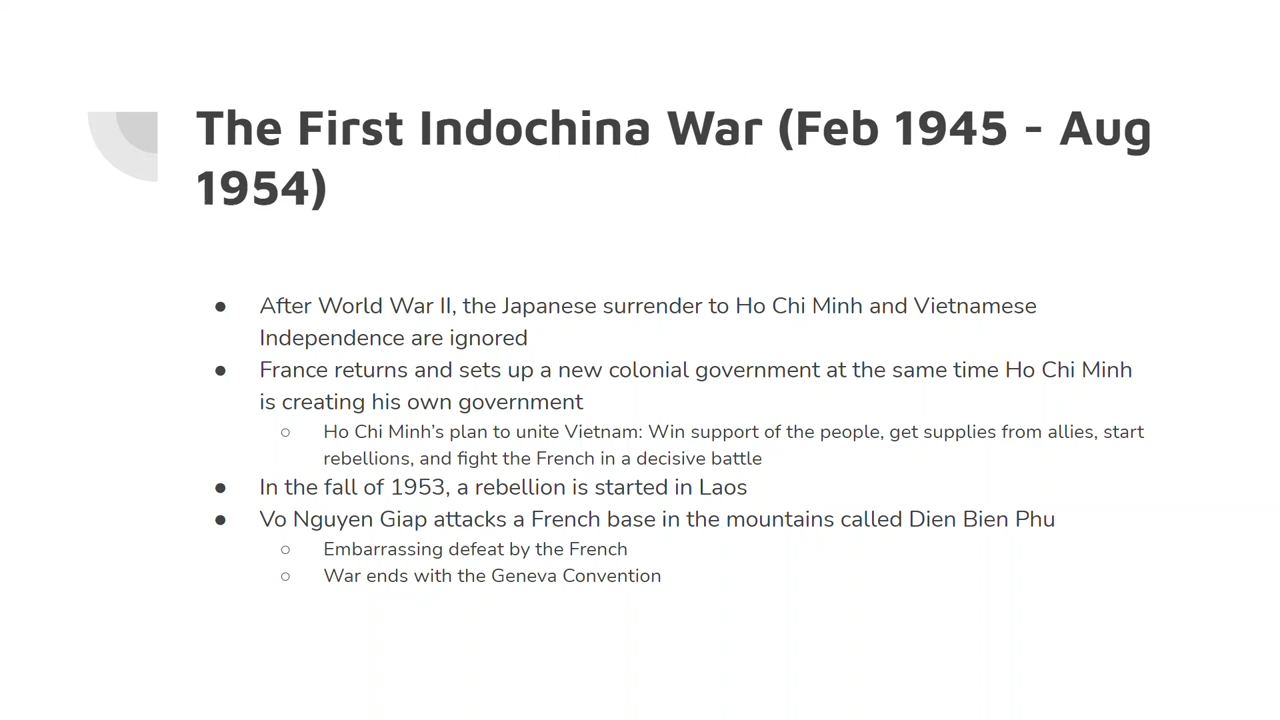 The First Indochina War (Feb 1945 - Aug
1954)
● After World War II, the Japanese surrender to Ho Chi Minh and Vietnamese
Independence are ignored
● France returns and sets up a new colonial government at the same time Ho Chi Minh
is creating his own government
○ Ho Chi Minh’s plan to unite Vietnam: Win support of the people, get supplies from allies, start
rebellions, and fight the French in a decisive battle
● In the fall of 1953, a rebellion is started in Laos
● Vo Nguyen Giap attacks a French base in the mountains called Dien Bien Phu
○ Embarrassing defeat by the French
○ War ends with the Geneva Convention